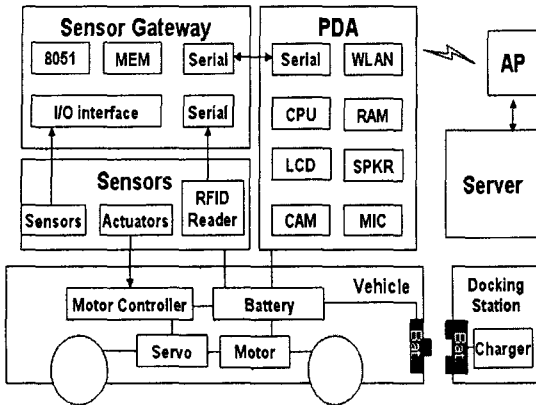 Sensor Gateway
8051
MEM
Serial
I/O interface
Serial
PDA
Serial
WLAN
CPU
RAM
LCD
SPKR
CAM
MIC
AP
Server
Sensors
Sensors
Actuators
RFID
Reader
Vehicle
Motor Controller
Battery
Servo
Motor
Bat
Docking
Station
Bat
Charger